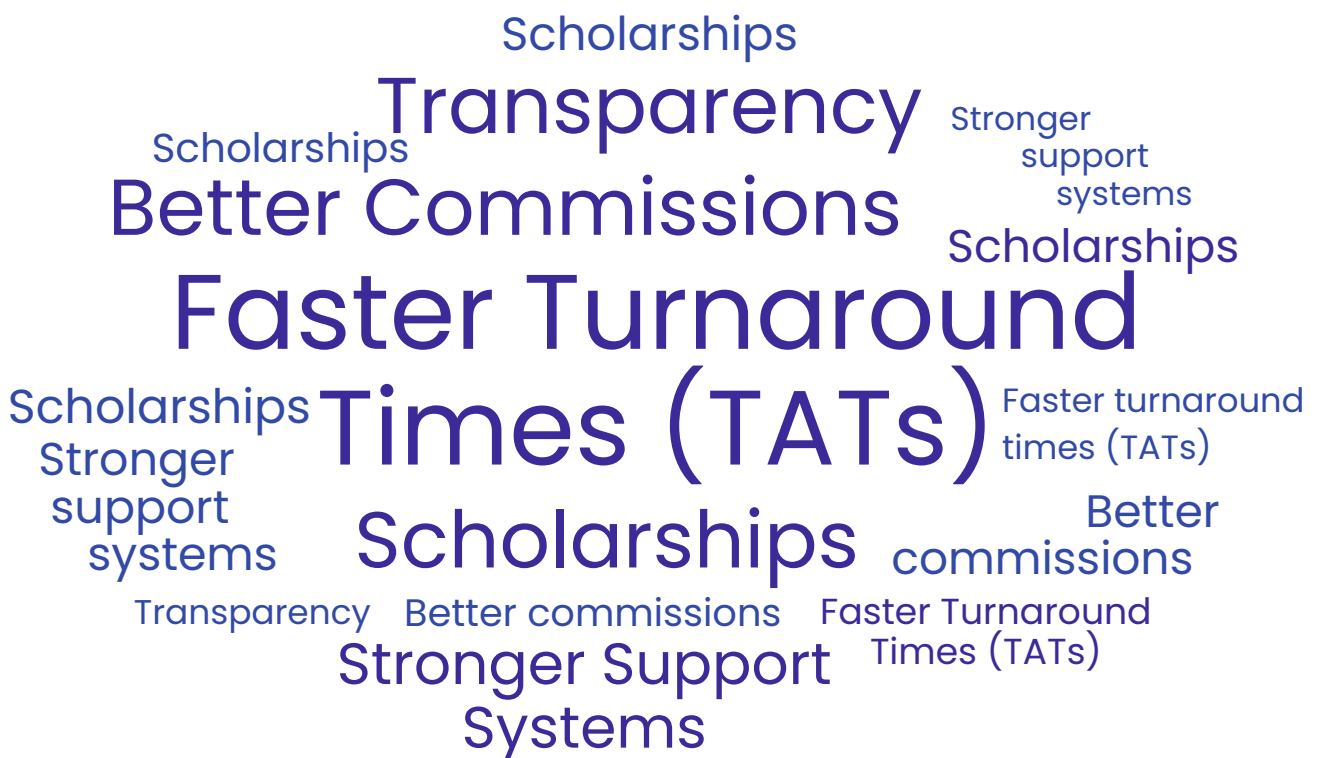 Scholarships
Transparency
Stronger
support
systems
Scholarships
Better Commissions
Scholarships
Faster Turnaround
Times (TATs)
Scholarships
Faster turnaround
times (TATs)
Stronger
support
systems
Scholarships
Better
commissions
Transparency
Better commissions
Faster Turnaround
Times (TATs)
Stronger Support
Systems